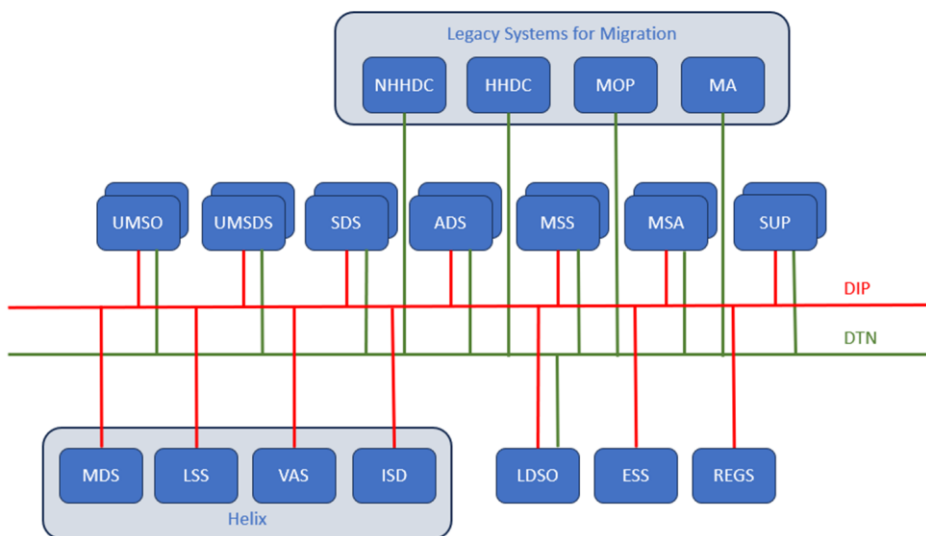 Legacy Systems for Migration
NHHDC HHDC MOP MA
UMSO UMSDS SDS ADS MSS MSA SUP
DIP
DTN
MDS LSS VAS ISD LDSO ESS REGS
Helix